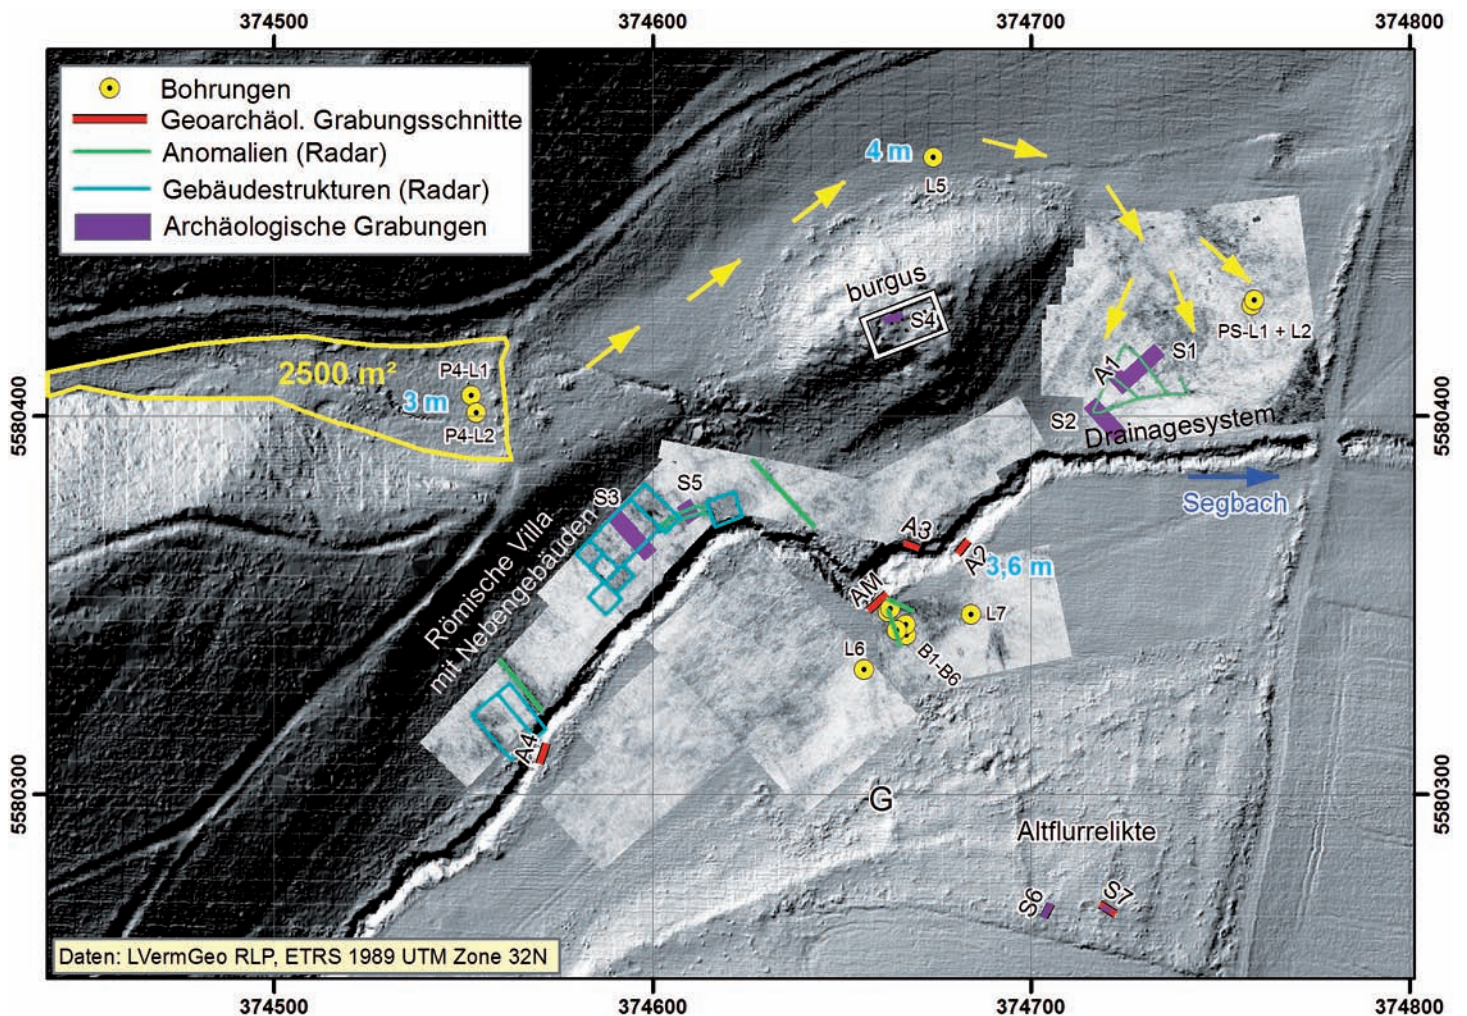 374500
374600
374700
374800
Bohrungen
Geoarchäol. Grabungsschnitte
Anomalien (Radar)
Gebäudestrukturen (Radar)
Archäologische Grabungen
4 m
L5
burgus
S4
PS-L1 + L2
2500 m²
P4-L1
3 m
P4-L2
A1
S1
S2
Drainagesystem
5580400
5580400
Segbach
S3
S5
Römische Villa
mit Nebengebäuden
A3
A2
3,6 m
AM
L7
L6
B1-B6
A4
G
5580300
5580300
Altflurrelikte
S6
S7
Daten: LVermGeo RLP, ETRS 1989 UTM Zone 32N
374500
374600
374700
374800